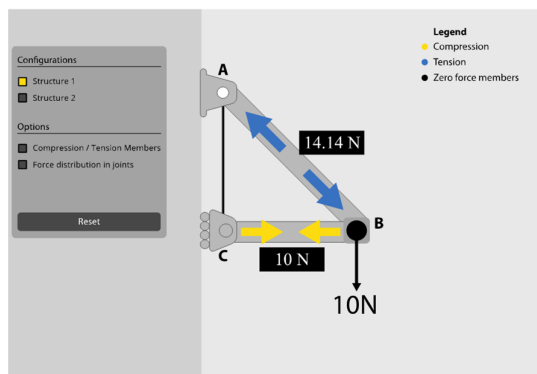 Configurations
Structure 1
Structure 2
Options
Compression / Tension Members
Force distribution in joints
Reset
A
14.14 N
B
C
10 N
10N
Legend
Compression
Tension
Zero force members